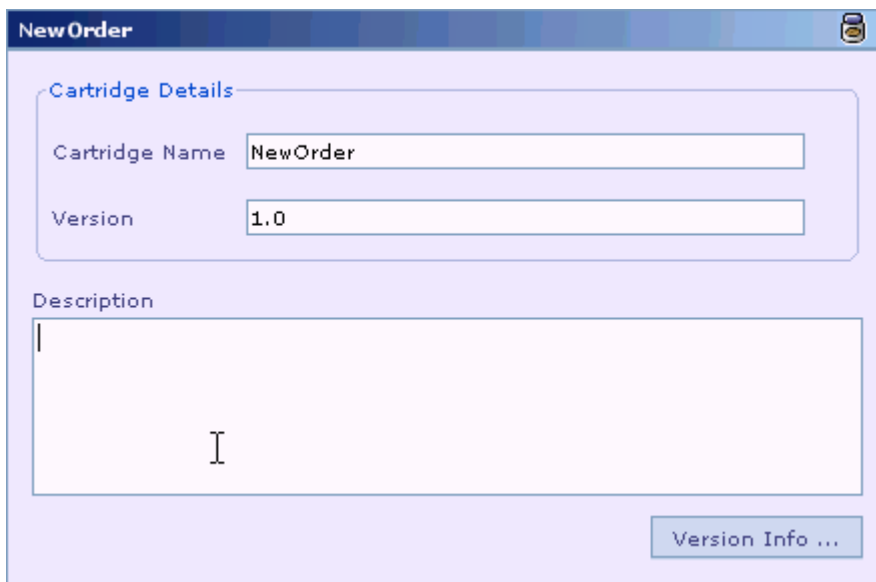 NewOrder
Cartridge Details
Cartridge Name NewOrder
Version 1.0
Description
Version Info ...